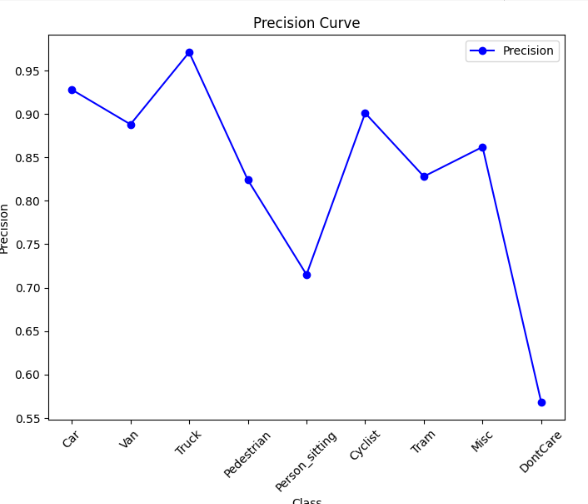 Precision Curve
Precision
Precision
0.95
0.90
0.85
0.80
0.75
0.70
0.65
0.60
0.55
Car
Van
Truck
Pedestrian
Person_sitting
Cyclist
Tram
Misc
DontCare
Class